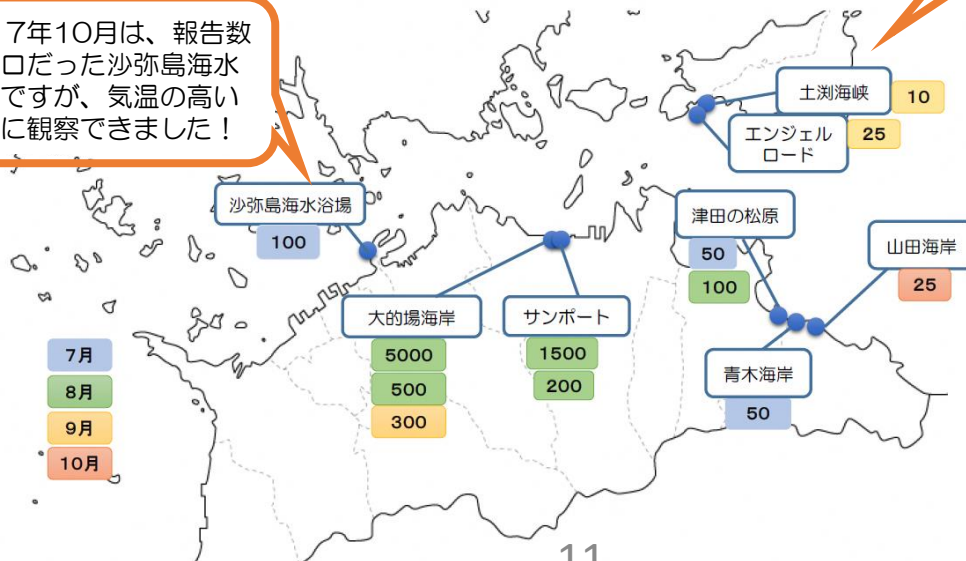 7年10月は、報告数
ロだった沙弥島海水
ですが、気温の高い
に観察できました！
土渕海峡
10
エンジェル
ロード
25
沙弥島海水浴場
100
津田の松原
50
100
山田海岸
25
大的場海岸
5000
500
300
サンポート
1500
200
青木海岸
50
7月
8月
9月
10月
11